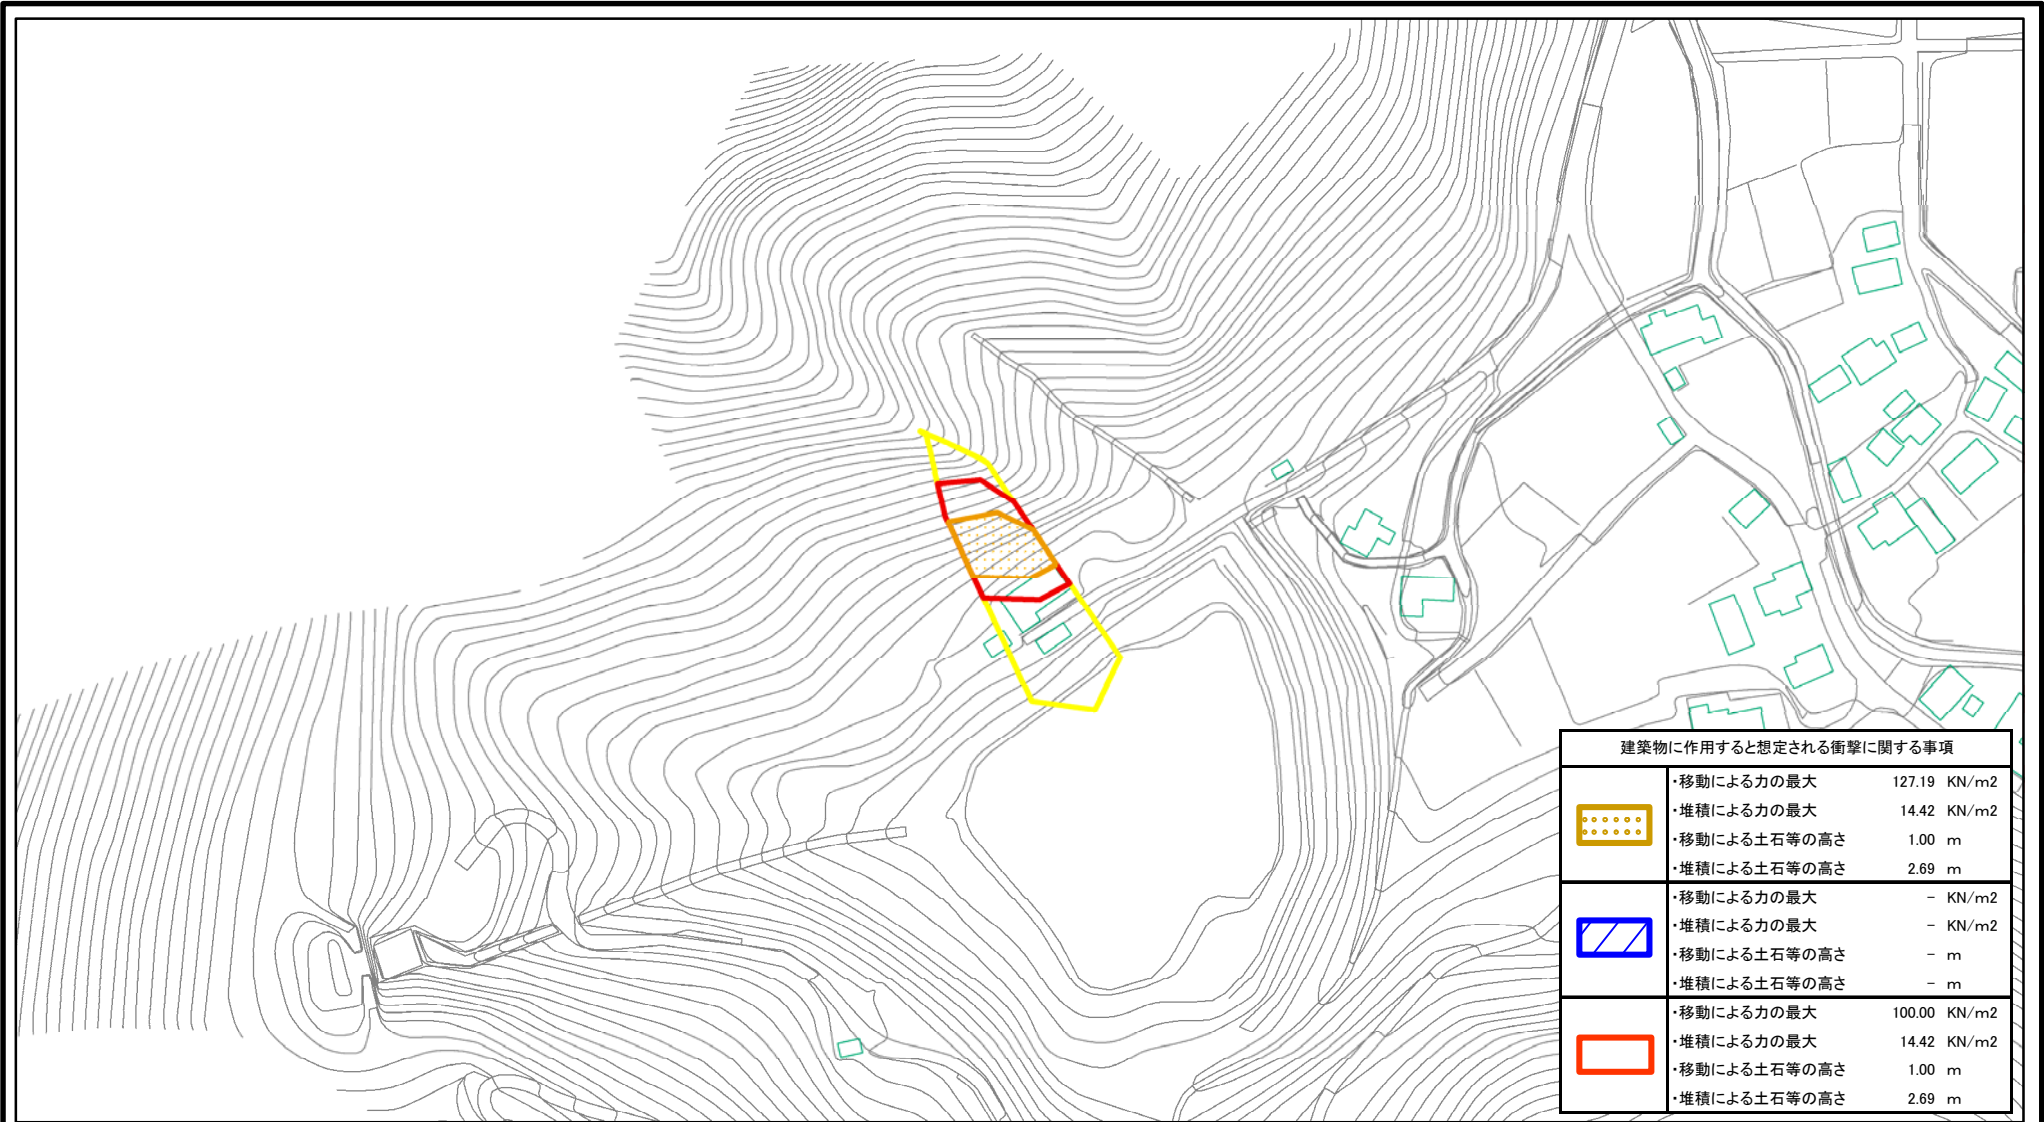 建築物に作用すると想定される衝撃に関する事項
・移動による力の最大 127.19 KN/m2
・堆積による力の最大 14.42 KN/m2
・移動による土石等の高さ 1.00 m
・堆積による土石等の高さ 2.69 m
・移動による力の最大 － KN/m2
・堆積による力の最大 － KN/m2
・移動による土石等の高さ － m
・堆積による土石等の高さ － m
・移動による力の最大 100.00 KN/m2
・堆積による力の最大 14.42 KN/m2
・移動による土石等の高さ 1.00 m
・堆積による土石等の高さ 2.69 m